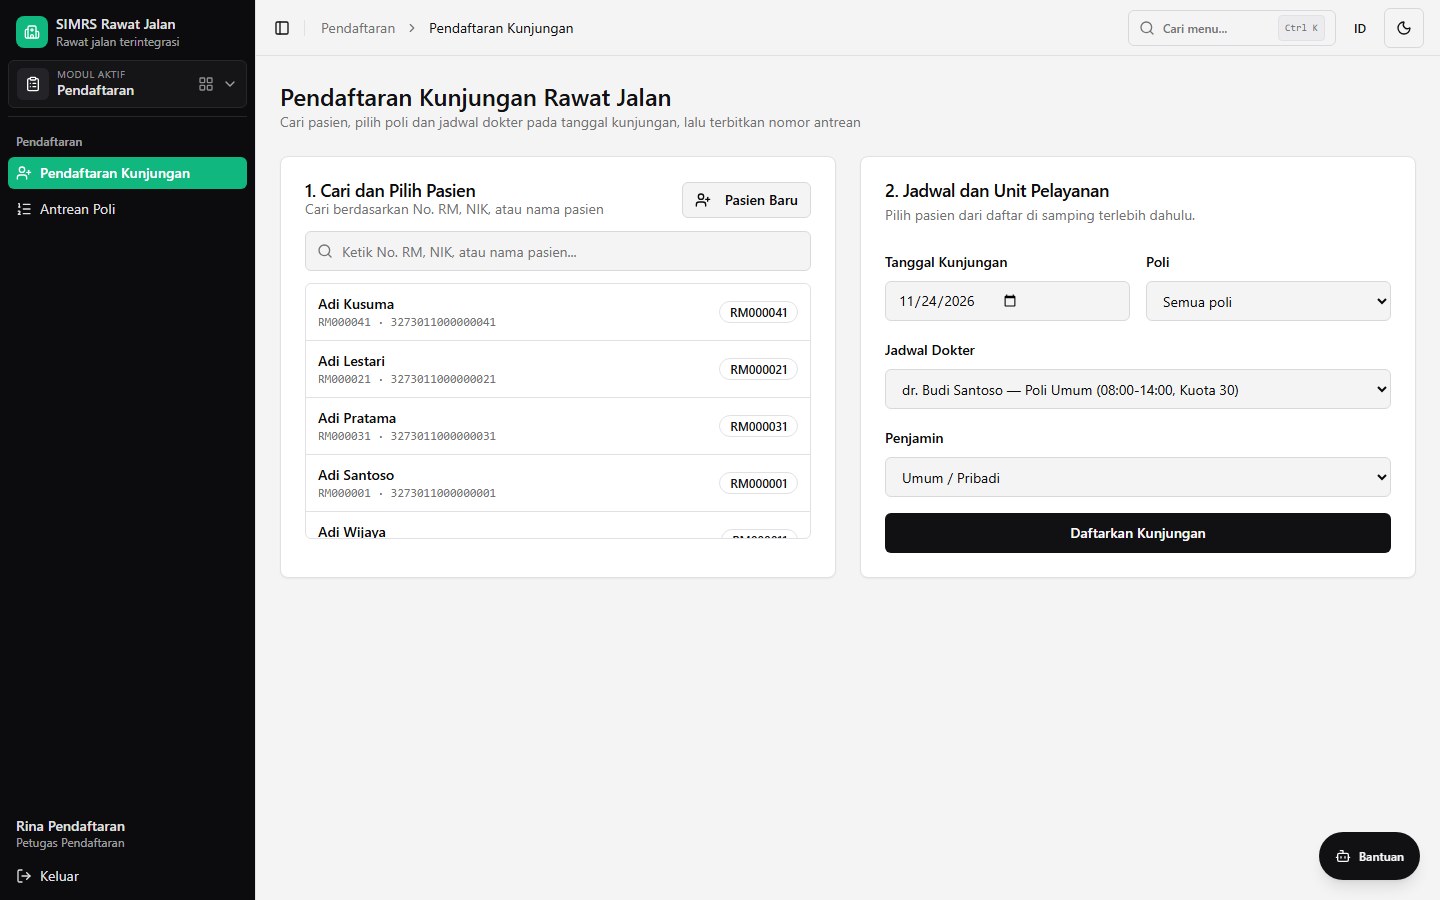 SIMRS Rawat Jalan
Rawat jalan terintegrasi
MODUL AKTIF
Pendaftaran
Pendaftaran
Pendaftaran Kunjungan
Antrean Poli
Rina Pendaftaran
Petugas Pendaftaran
Keluar
Pendaftaran > Pendaftaran Kunjungan
Cari menu... Ctrl K
ID
Pendaftaran Kunjungan Rawat Jalan
Cari pasien, pilih poli dan jadwal dokter pada tanggal kunjungan, lalu terbitkan nomor antrean
1. Cari dan Pilih Pasien
Cari berdasarkan No. RM, NIK, atau nama pasien
Pasien Baru
Ketik No. RM, NIK, atau nama pasien...
Adi Kusuma
RM000041 · 3273011000000041
RM000041
Adi Lestari
RM000021 · 3273011000000021
RM000021
Adi Pratama
RM000031 · 3273011000000031
RM000031
Adi Santoso
RM000001 · 3273011000000001
RM000001
Adi Wijaya
2. Jadwal dan Unit Pelayanan
Pilih pasien dari daftar di samping terlebih dahulu.
Tanggal Kunjungan
11/24/2026
Poli
Semua poli
Jadwal Dokter
dr. Budi Santoso — Poli Umum (08:00-14:00, Kuota 30)
Penjamin
Umum / Pribadi
Daftarkan Kunjungan
Bantuan